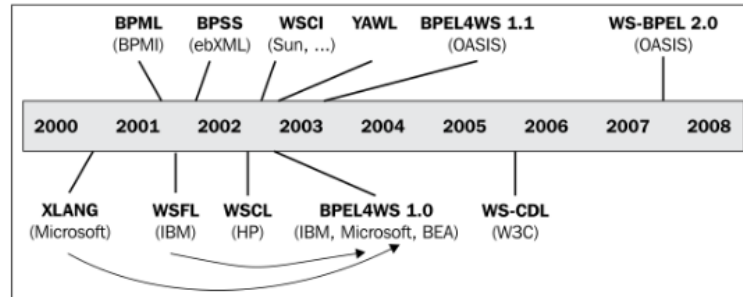 BPML BPSS WSCI YAWL BPEL4WS 1.1 WS-BPEL 2.0
(BPMI) (ebXML) (Sun, ...) (OASIS) (OASIS)
2000 2001 2002 2003 2004 2005 2006 2007 2008
XLANG WSFL WSCL BPEL4WS 1.0 WS-CDL
(Microsoft) (IBM) (HP) (IBM, Microsoft, BEA) (W3C)